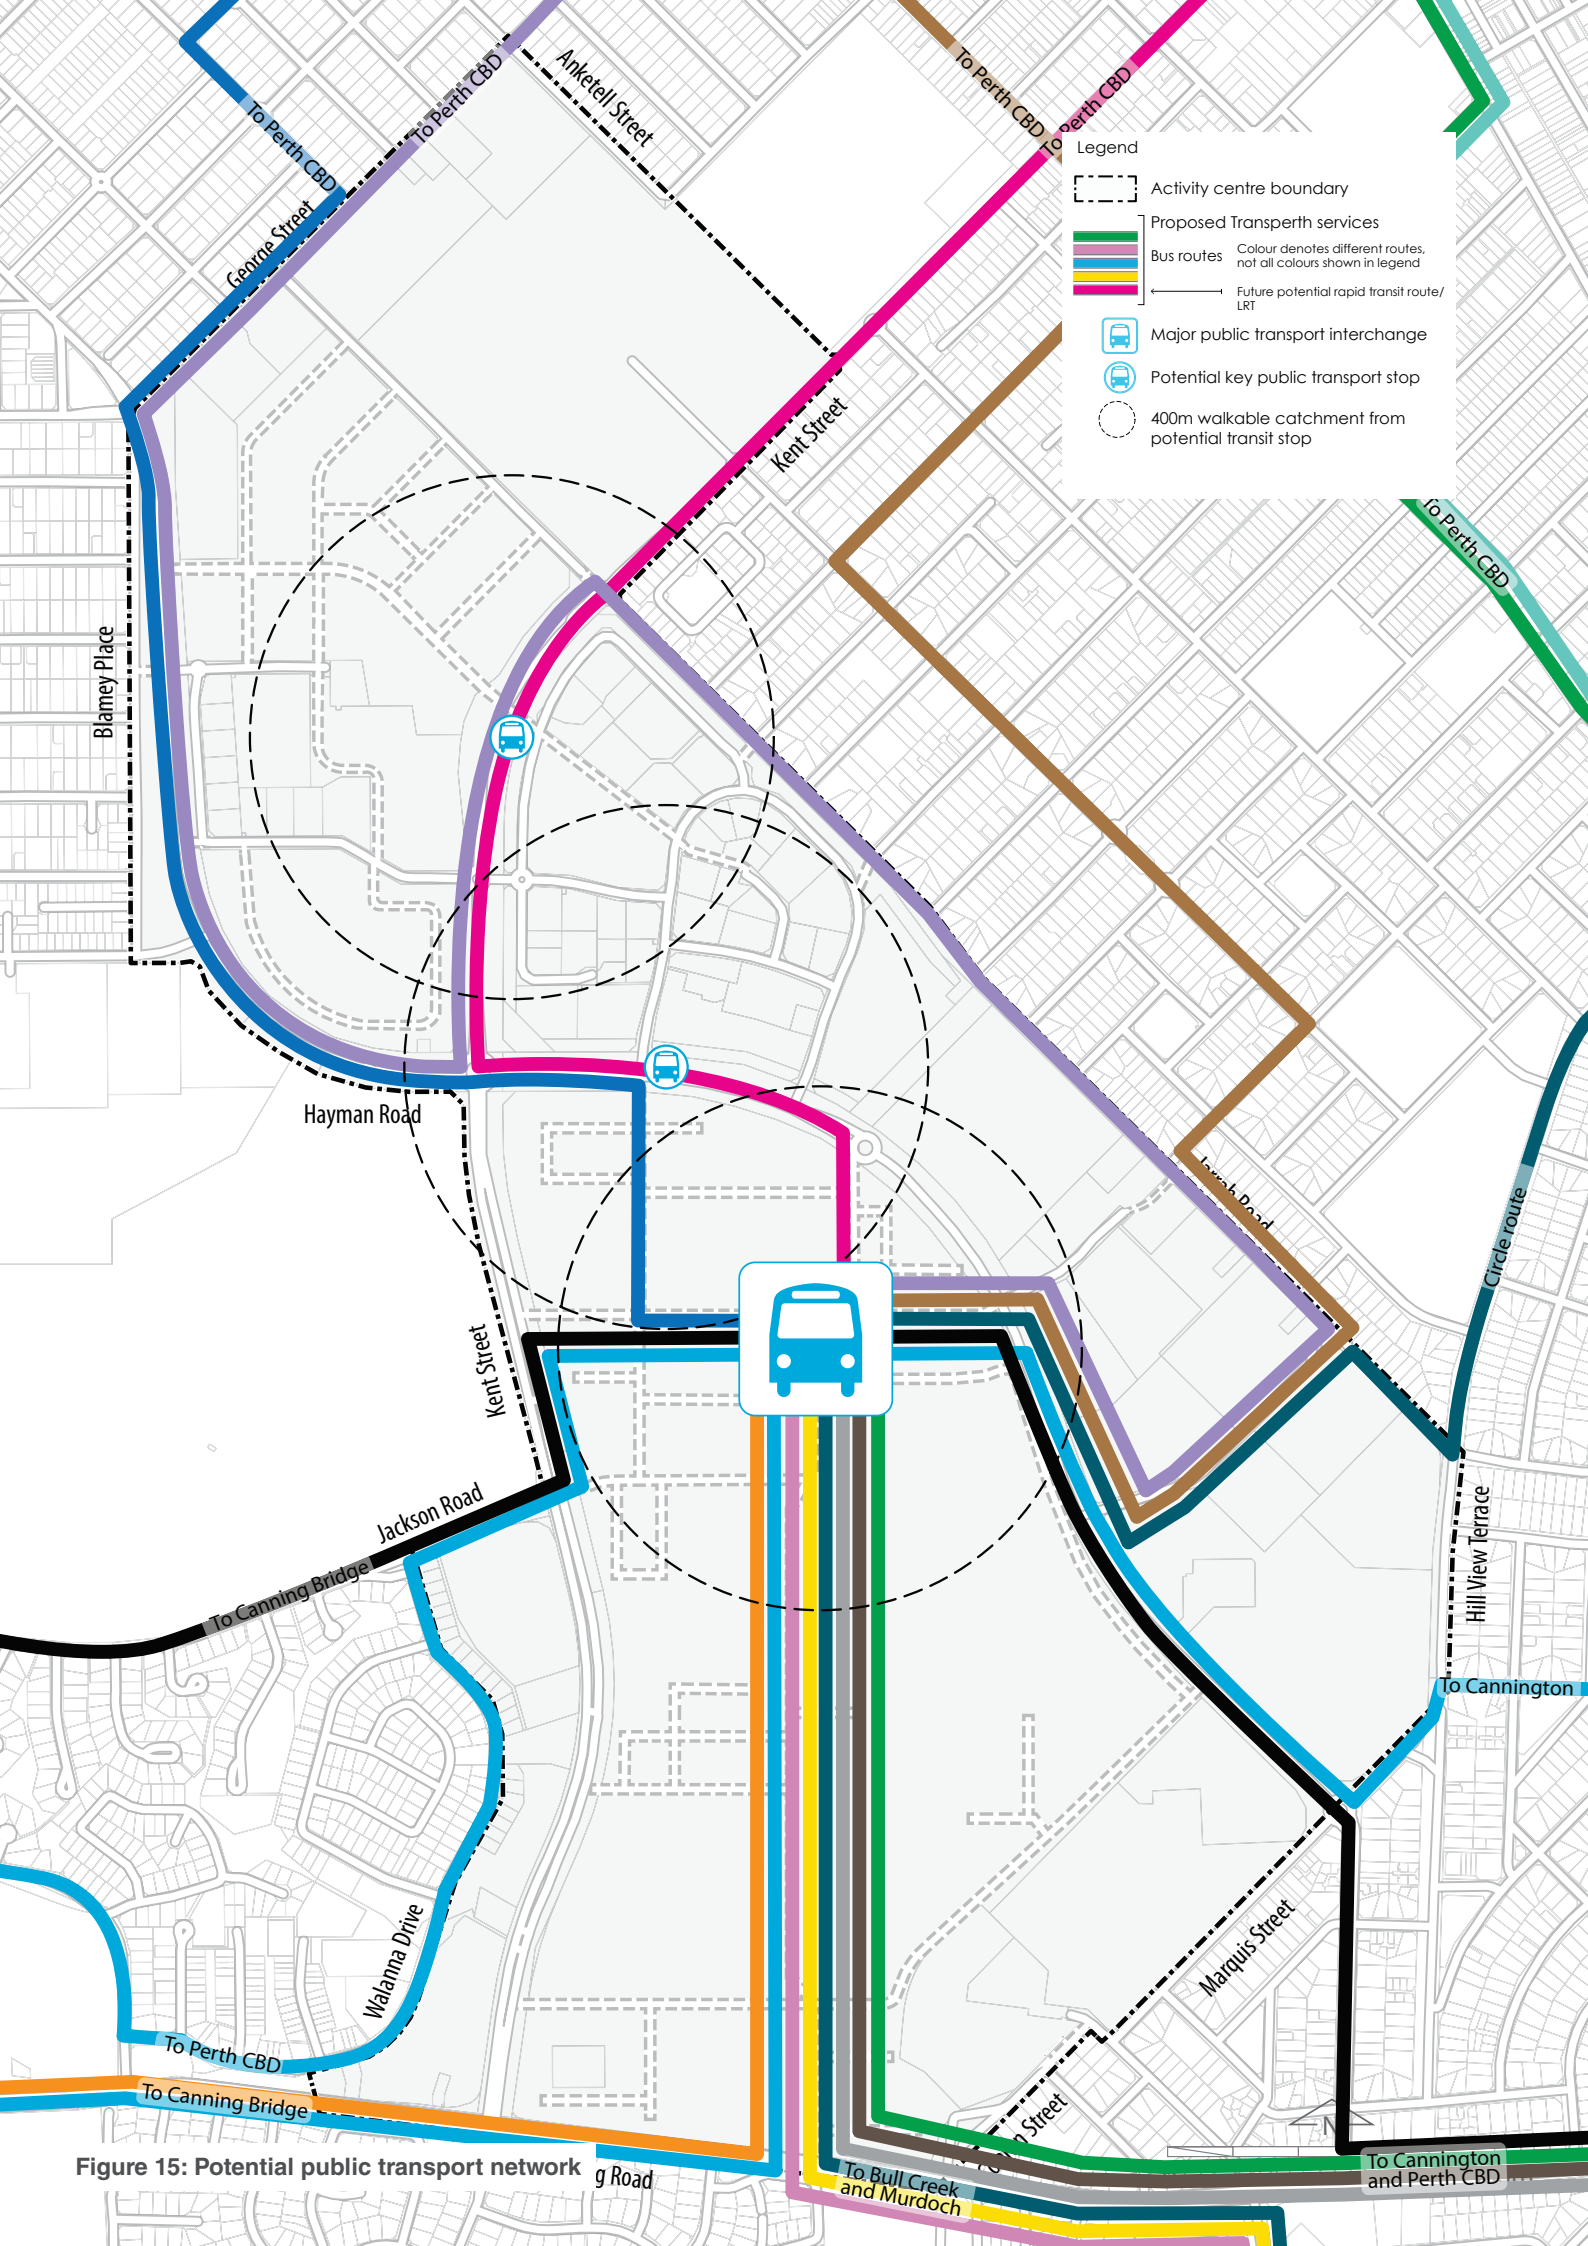 To Perth CBD
To Perth CBD
Anketell Street
To Perth CBD
To Perth CBD
George Street
Legend
Activity centre boundary
Proposed Transperth services
Bus routes
Colour denotes different routes,
not all colours shown in legend
Future potential rapid transit route/
LRT
Major public transport interchange
Potential key public transport stop
400m walkable catchment from
potential transit stop
Kent Street
To Perth CBD
Blamey Place
Hayman Road
Jarrah Road
Circle route
Kent Street
Jackson Road
To Canning Bridge
Hill View Terrace
To Cannington
Walanna Drive
Marquis Street
To Perth CBD
To Canning Bridge
Street
N
To Cannington
and Perth CBD
Figure 15: Potential public transport network
g Road
To Bull Creek
and Murdoch